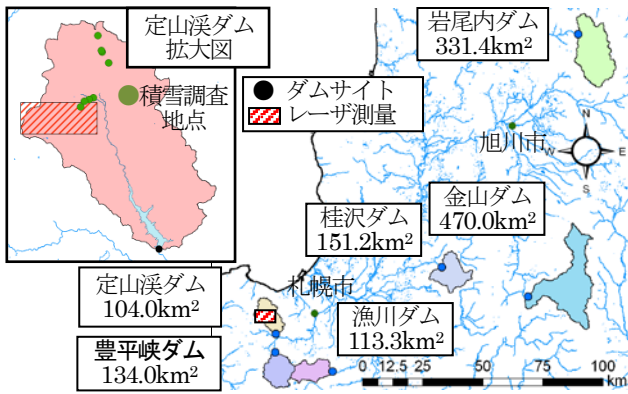 定山渓ダム
拡大図
積雪調査
地点
ダムサイト
レーザ測量
岩尾内ダム
331.4km²
旭川市
N
W
E
S
金山ダム
470.0km²
桂沢ダム
151.2km²
定山渓ダム
104.0km²
札幌市
漁川ダム
113.3km²
豊平峡ダム
134.0km²
0 12.5 25 50 75 100
km